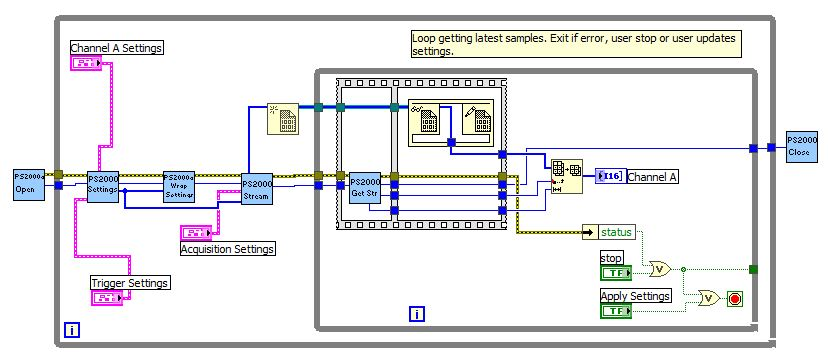 Channel A Settings
Loop getting latest samples. Exit if error, user stop or user updates
settings.
PS2000a
Open
PS2000
Settings
PS2000a
Wrap
Settings
PS2000
Stream
PS2000
Get Str
PS2000
Close
I16
Channel A
Acquisition Settings
status
Trigger Settings
stop
TF
V
Apply Settings
TF
V
i
i